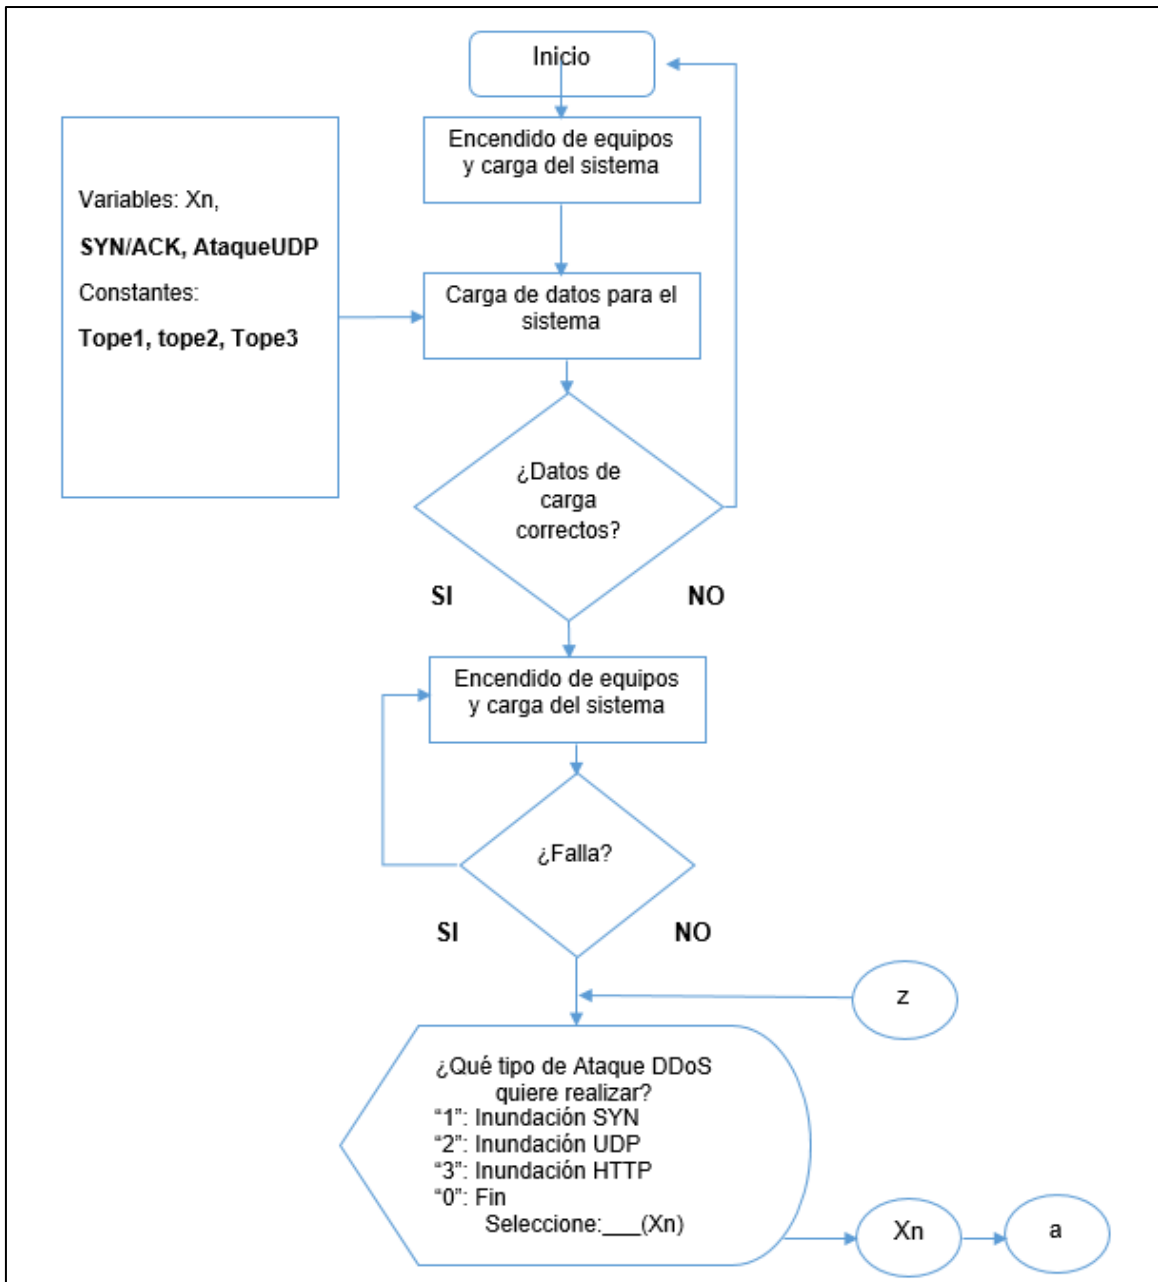 Inicio
Encendido de equipos
y carga del sistema
Variables: Xn,
SYN/ACK, AtaqueUDP
Constantes:
Tope1, tope2, Tope3
Carga de datos para el
sistema
¿Datos de
carga
correctos?
SI
NO
Encendido de equipos
y carga del sistema
¿Falla?
SI
NO
z
¿Qué tipo de Ataque DDoS
quiere realizar?
“1”: Inundación SYN
“2”: Inundación UDP
“3”: Inundación HTTP
“0”: Fin
Seleccione:___(Xn)
Xn
a